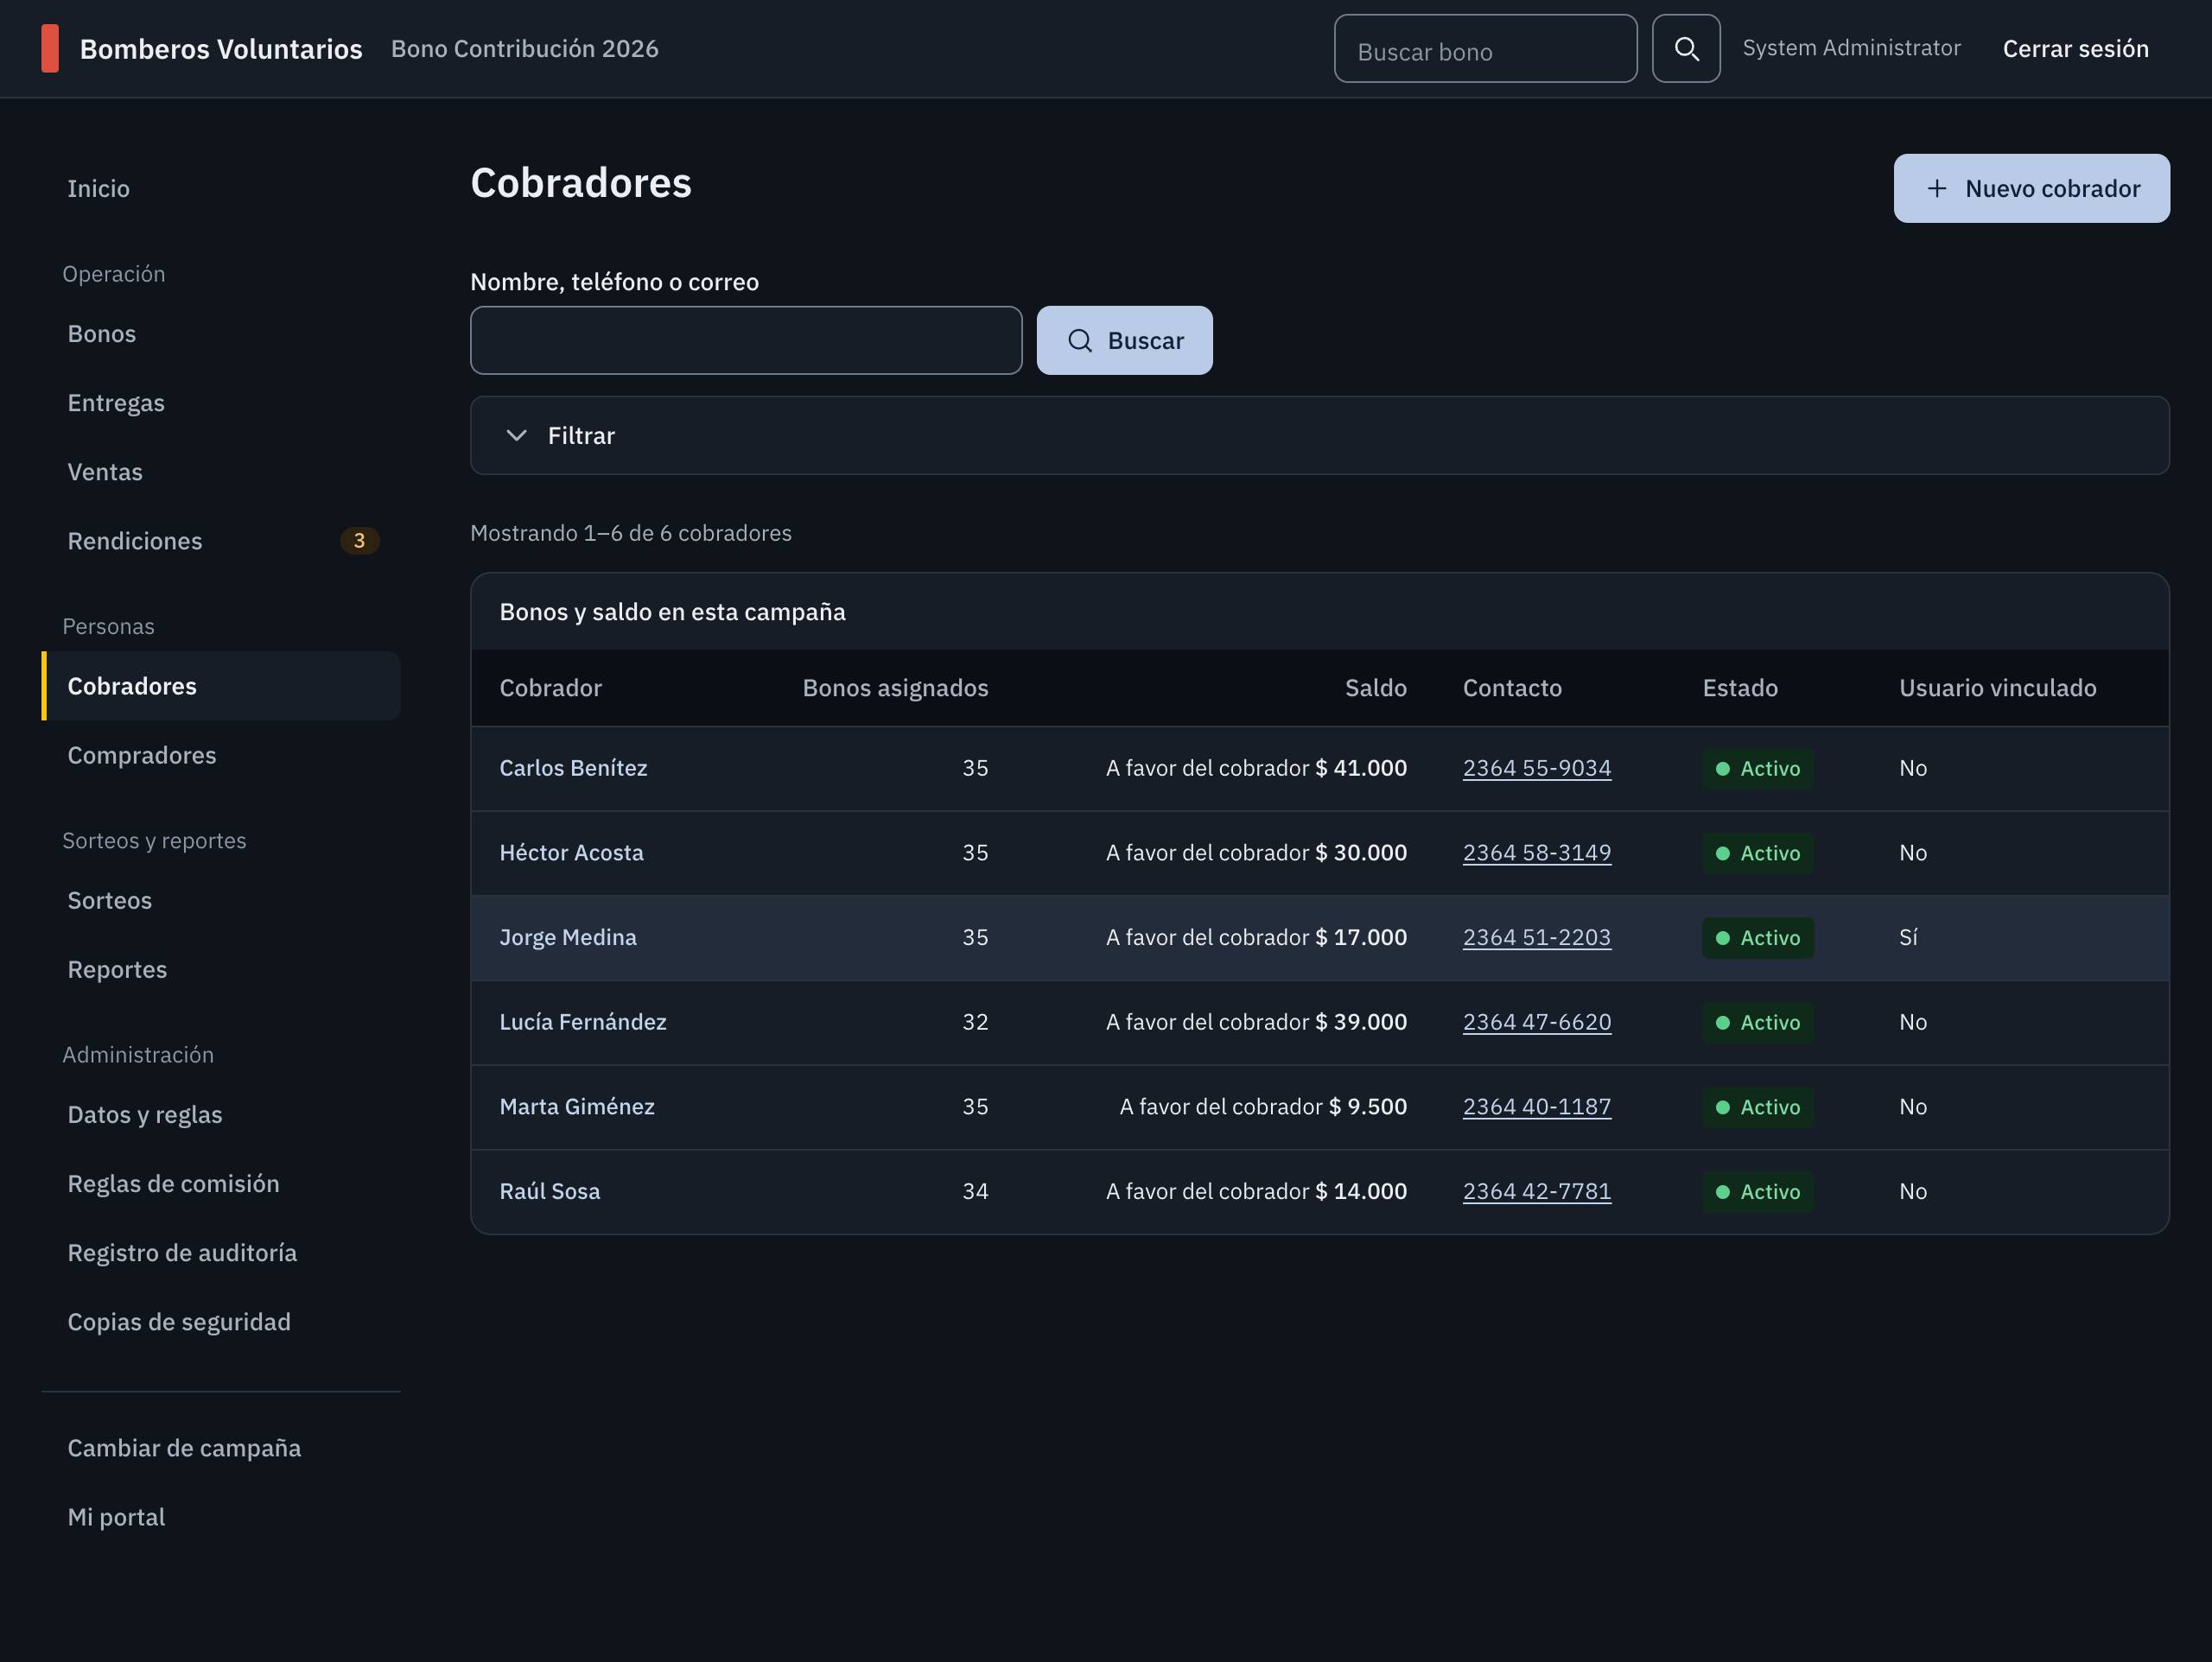 Bomberos Voluntarios Bono Contribución 2026 Buscar bono System Administrator Cerrar sesión
Inicio
Operación
Bonos
Entregas
Ventas
Rendiciones 3
Personas
Cobradores
Compradores
Sorteos y reportes
Sorteos
Reportes
Administración
Datos y reglas
Reglas de comisión
Registro de auditoría
Copias de seguridad
Cambiar de campaña
Mi portal
Cobradores
Nuevo cobrador
Nombre, teléfono o correo
Buscar
Filtrar
Mostrando 1–6 de 6 cobradores
Bonos y saldo en esta campaña
Cobrador Bonos asignados Saldo Contacto Estado Usuario vinculado
Carlos Benítez 35 A favor del cobrador $ 41.000 2364 55-9034 Activo No
Héctor Acosta 35 A favor del cobrador $ 30.000 2364 58-3149 Activo No
Jorge Medina 35 A favor del cobrador $ 17.000 2364 51-2203 Activo Sí
Lucía Fernández 32 A favor del cobrador $ 39.000 2364 47-6620 Activo No
Marta Giménez 35 A favor del cobrador $ 9.500 2364 40-1187 Activo No
Raúl Sosa 34 A favor del cobrador $ 14.000 2364 42-7781 Activo No